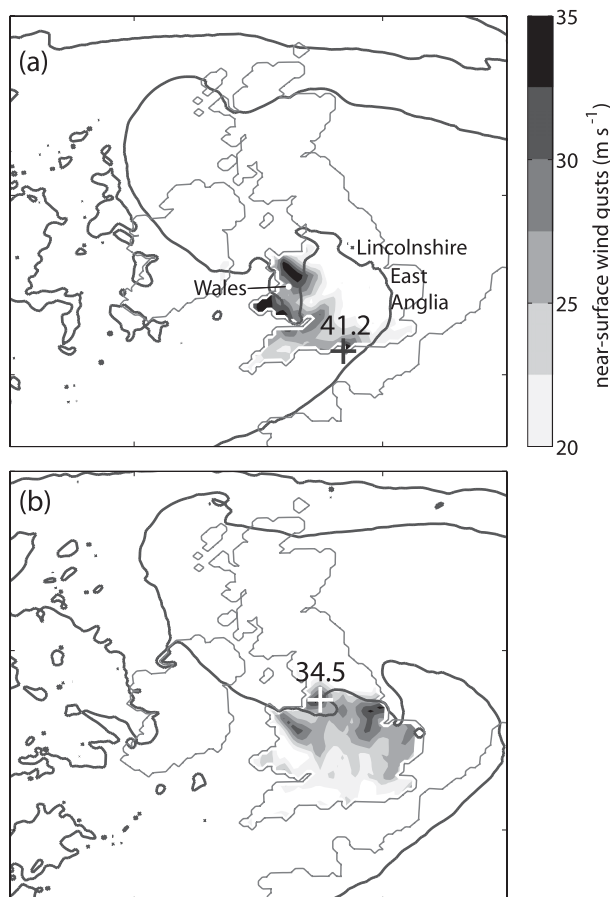 (a)
35
30
25
20
near-surface wind gusts (m s⁻¹)
Lincolnshire
East
Anglia
Wales
41.2
(b)
34.5